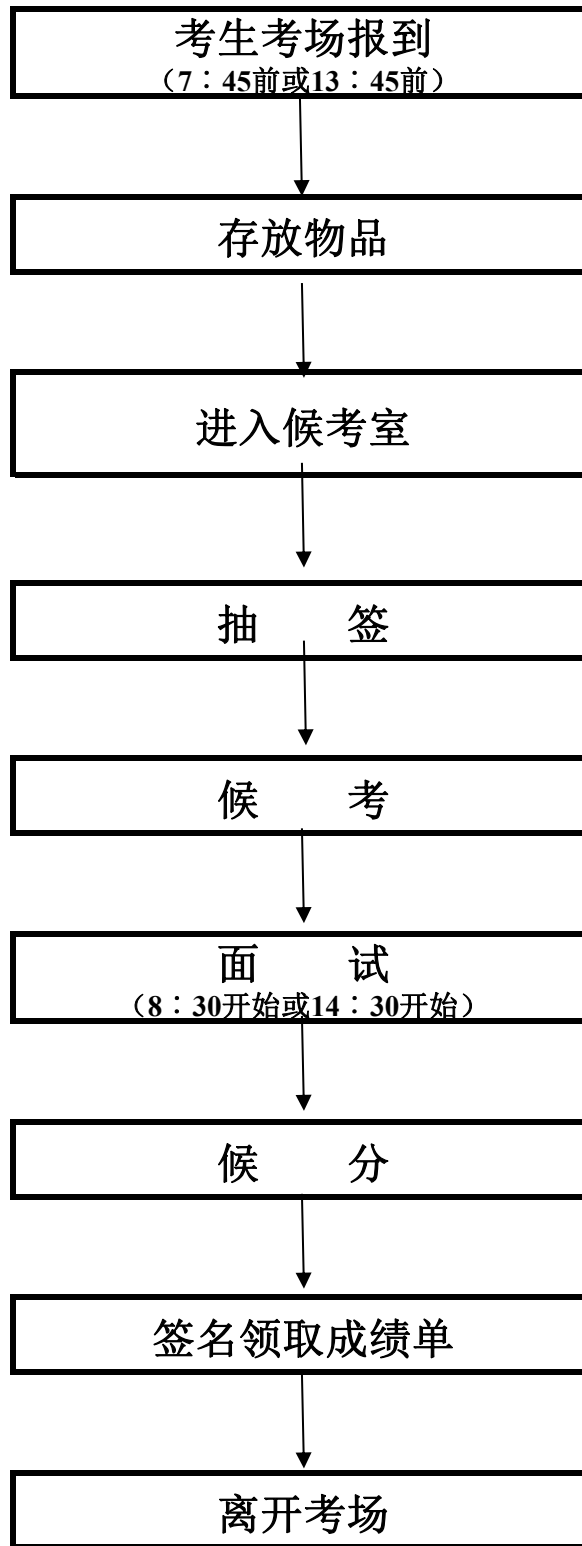 考生考场报到
（7：45前或13：45前）
存放物品
进入候考室
抽　　签
候　　考
面　　试
（8：30开始或14：30开始）
候　　分
签名领取成绩单
离开考场